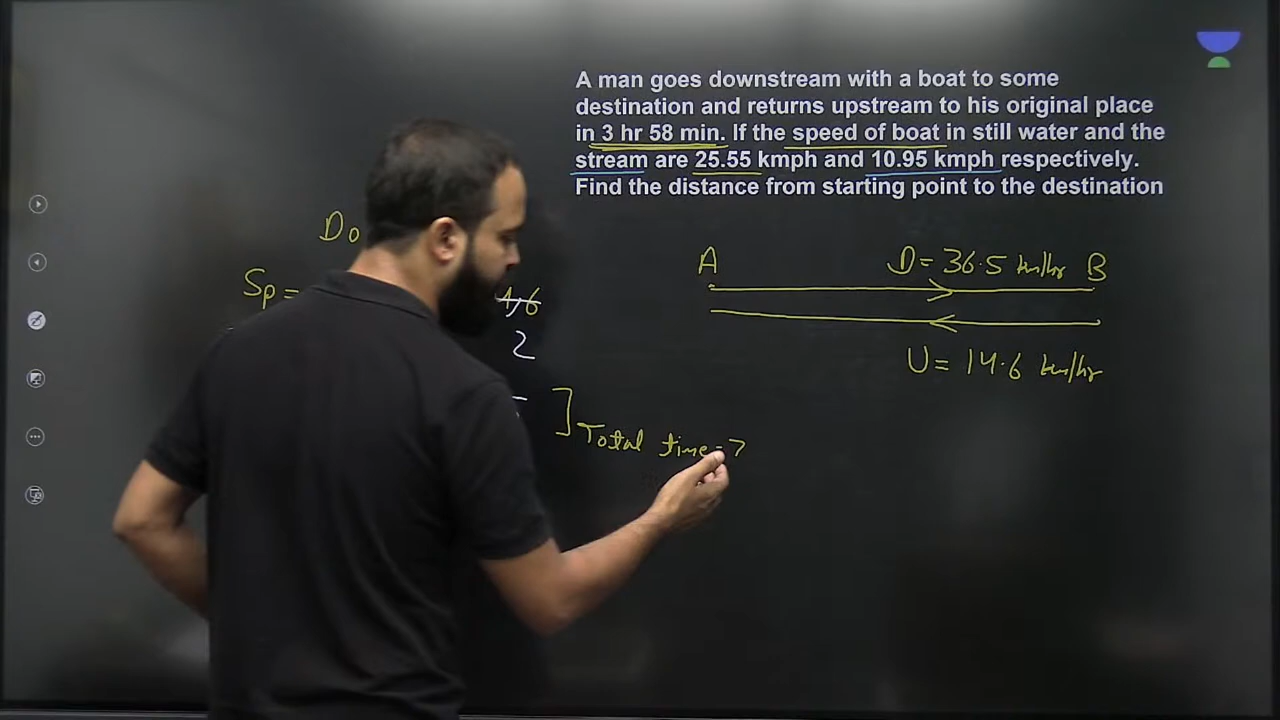 A man goes downstream with a boat to some
destination and returns upstream to his original place
in 3 hr 58 min. If the speed of boat in still water and the
stream are 25.55 kmph and 10.95 kmph respectively.
Find the distance from starting point to the destination
Do
A D = 36.5 km/hr B
Sp =
2
U = 14.6 km/hr
Total time = 7